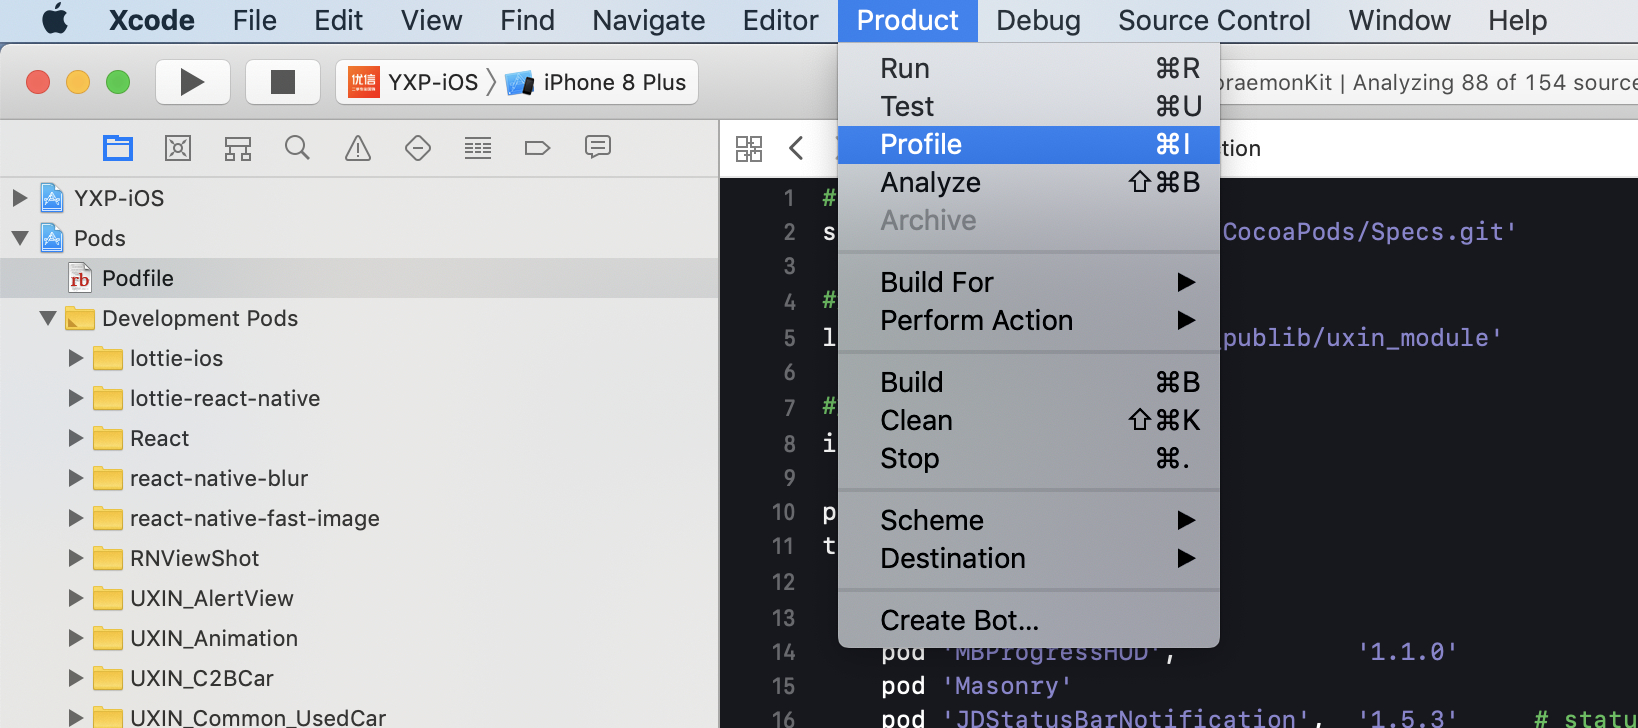 Xcode File Edit View Find Navigate Editor Product Debug Source Control Window Help
优信
YXP-iOS iPhone 8 Plus
raemonKit | Analyzing 88 of 154 source
Run ⌘R
Test ⌘U
Profile ⌘I
Analyze ⇧⌘B
Archive
Build For
Perform Action
Build ⌘B
Clean ⇧⌘K
Stop ⌘.
Scheme
Destination
Create Bot...
tion
YXP-iOS
Pods
rb Podfile
Development Pods
lottie-ios
lottie-react-native
React
react-native-blur
react-native-fast-image
RNViewShot
UXIN_AlertView
UXIN_Animation
UXIN_C2BCar
UXIN_Common_UsedCar
1 #
2 s CocoaPods/Specs.git'
3
4 #
5 l publib/uxin_module'
6
7 #
8 i
9
10 p
11 t
12
13
14 pod 'MBProgressHUD', '1.1.0'
15 pod 'Masonry'
16 pod 'JDStatusBarNotification', '1.5.3' # statu